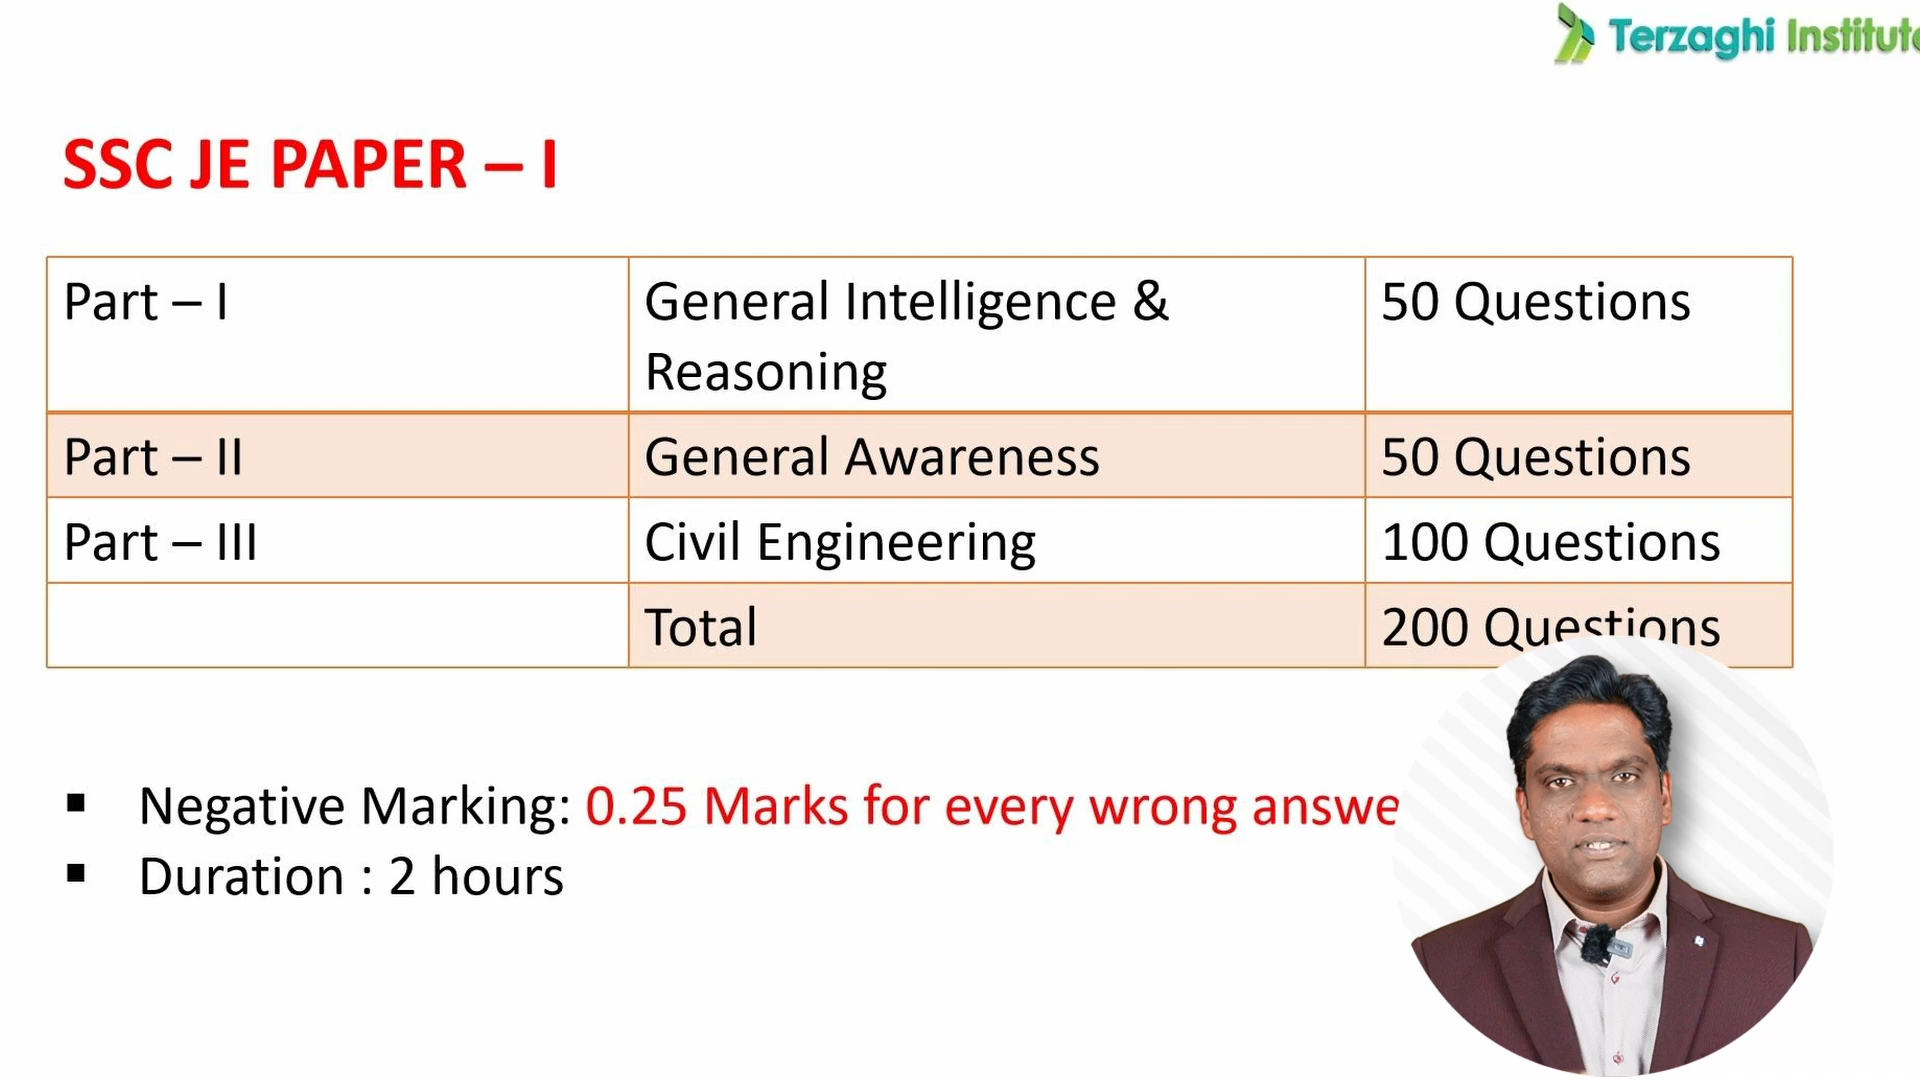 Terzaghi Institute
SSC JE PAPER – I
Part – I
General Intelligence &
Reasoning
50 Questions
Part – II
General Awareness
50 Questions
Part – III
Civil Engineering
100 Questions
Total
200 Questions
▪ Negative Marking: 0.25 Marks for every wrong answe
▪ Duration : 2 hours